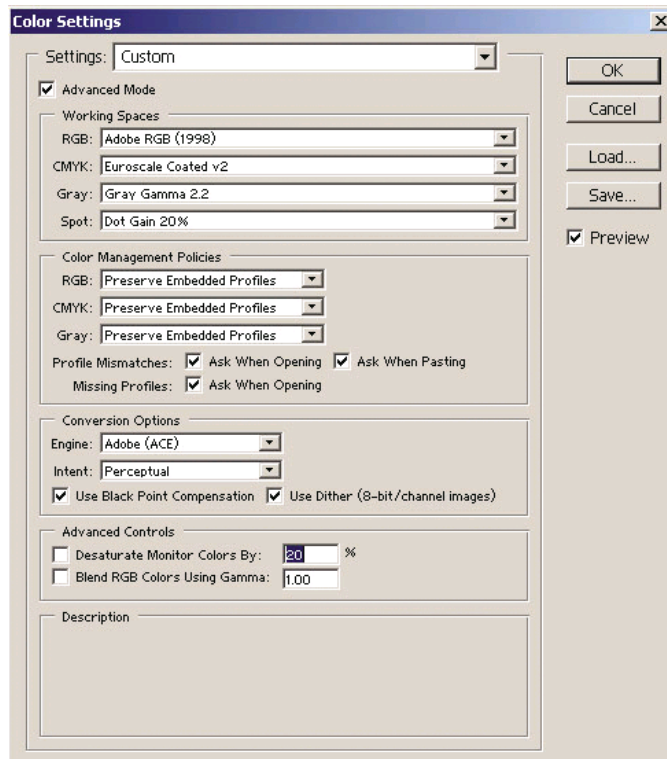 Color Settings
Settings: Custom
OK
Advanced Mode
Cancel
Working Spaces
RGB: Adobe RGB (1998)
CMYK: Euroscale Coated v2
Load...
Gray: Gray Gamma 2.2
Save...
Spot: Dot Gain 20%
Preview
Color Management Policies
RGB: Preserve Embedded Profiles
CMYK: Preserve Embedded Profiles
Gray: Preserve Embedded Profiles
Profile Mismatches: Ask When Opening Ask When Pasting
Missing Profiles: Ask When Opening
Conversion Options
Engine: Adobe (ACE)
Intent: Perceptual
Use Black Point Compensation Use Dither (8-bit/channel images)
Advanced Controls
Desaturate Monitor Colors By: 20 %
Blend RGB Colors Using Gamma: 1.00
Description